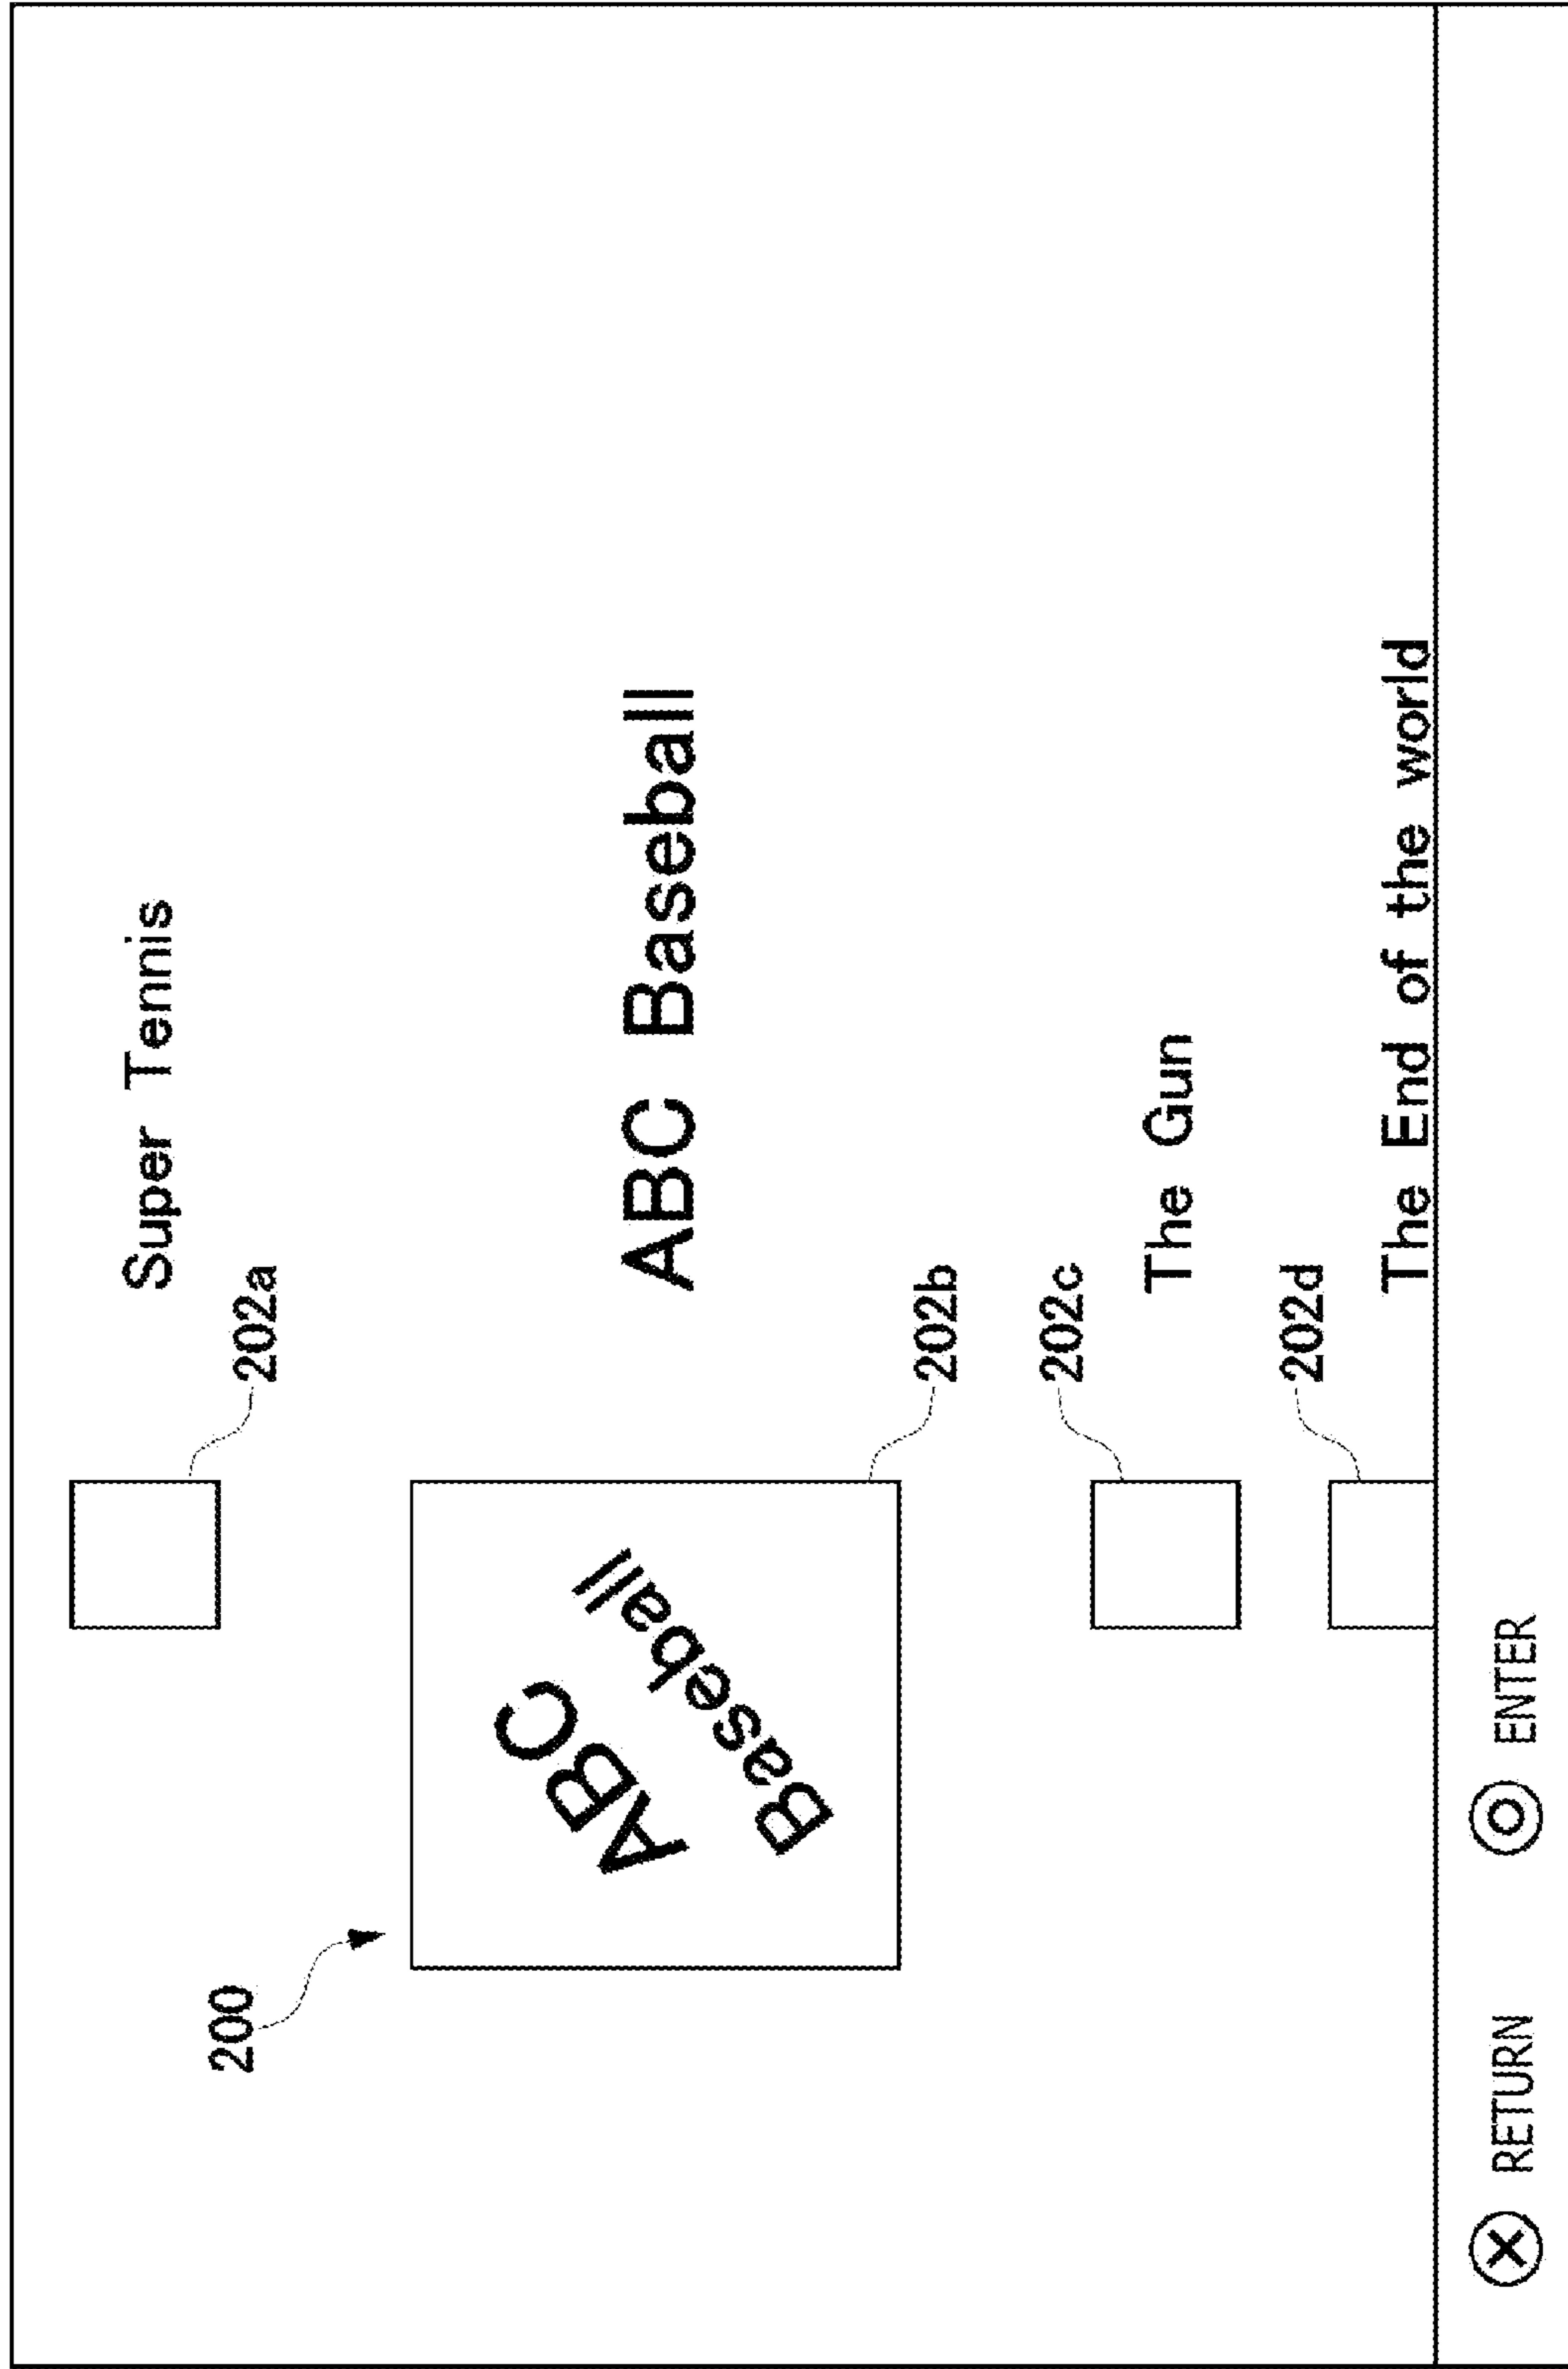 Super Tennis
202a
200
ABC
Baseball
ABC Baseball
202b
202c
The Gun
202d
The End of the world
RETURN
ENTER